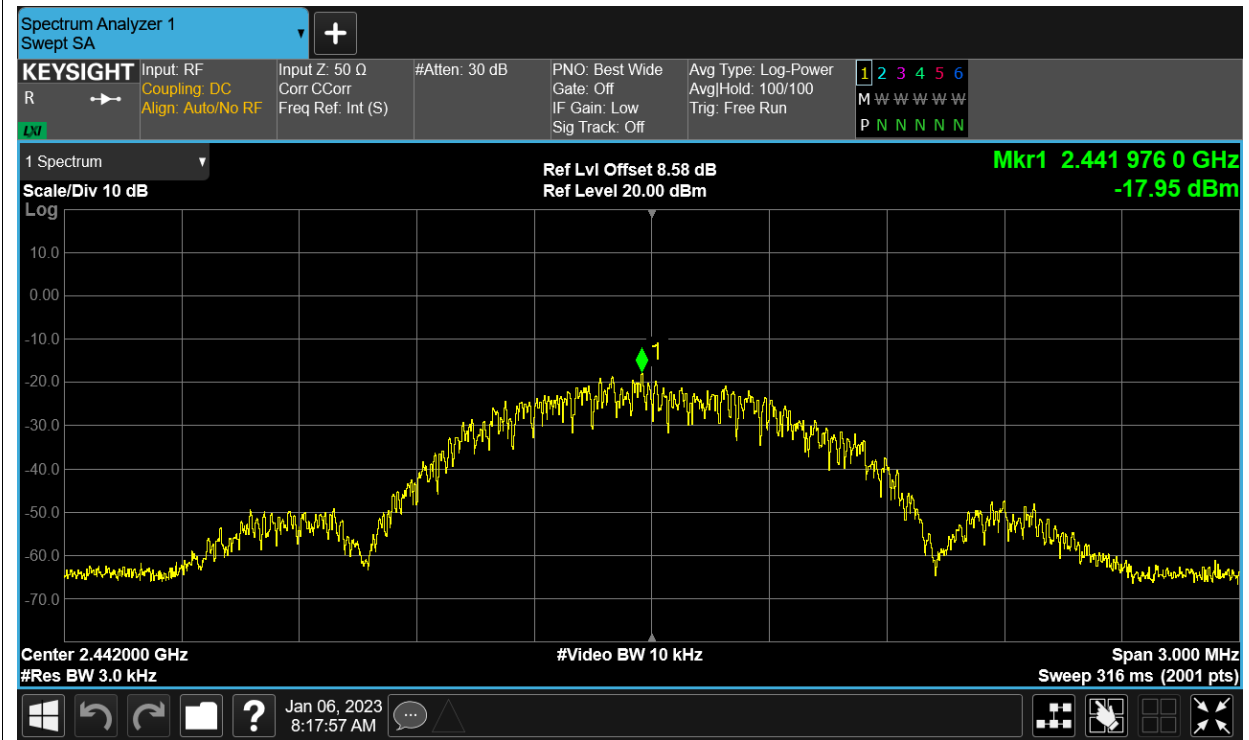 Spectrum Analyzer 1
Swept SA
KEYSIGHT
R
LXI
Input: RF
Coupling: DC
Align: Auto/No RF
Input Z: 50 Ω
Corr CCorr
Freq Ref: Int (S)
#Atten: 30 dB
PNO: Best Wide
Gate: Off
IF Gain: Low
Sig Track: Off
Avg Type: Log-Power
Avg|Hold: 100/100
Trig: Free Run
1 2 3 4 5 6
M W W W W W W
P N N N N N N
1 Spectrum
Scale/Div 10 dB
Log
Ref Lvl Offset 8.58 dB
Ref Level 20.00 dBm
Mkr1 2.441 976 0 GHz
-17.95 dBm
10.0
0.00
-10.0
1
-20.0
-30.0
-40.0
-50.0
-60.0
-70.0
Center 2.442000 GHz
#Res BW 3.0 kHz
#Video BW 10 kHz
Span 3.000 MHz
Sweep 316 ms (2001 pts)
?
Jan 06, 2023
8:17:57 AM